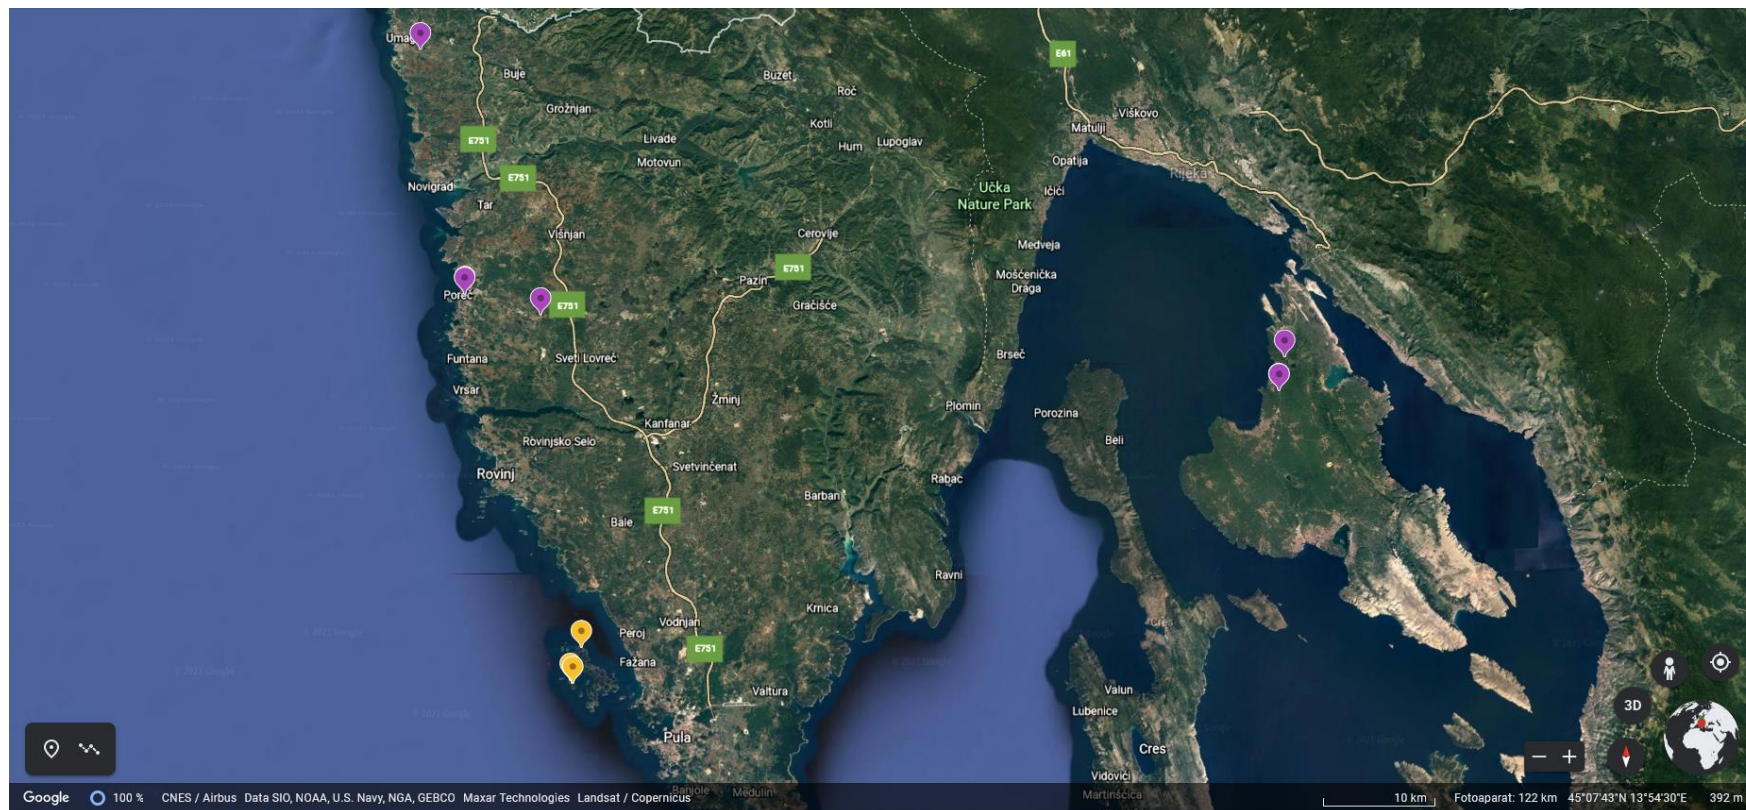 E61
Umag
Buje
Buzet
Roč
Grožnjan
Viškovo
Kotli
Matulji
E751
Livade
Hum
Lupoglav
Motovun
Opatija
E751
Rijeka
Novigrad
Učka
Nature Park
Ičići
Tar
Višnjan
Cerovlje
Medveja
E751
Pazin
Mošćenička
Draga
Poreč
E751
Gračišće
Funtana
Sveti Lovreč
Brseč
Vrsar
Žminj
Plomin
Porozina
Kanfanar
Rovinjsko Selo
Beli
Svetvinčenat
Rovinj
Rabac
Barban
E751
Bale
Ravni
Krnica
Vodnjan
Cres
Peroj
E751
Fažana
Valtura
Valun
Lubenice
3D
Pula
Cres
Vidovići
Banjole
Medulin
Martinšćica
Google
100 %
CNES / Airbus Data SIO, NOAA, U.S. Navy, NGA, GEBCO Maxar Technologies Landsat / Copernicus
10 km
Fotoaparat: 122 km 45°07'43"N 13°54'30"E 392 m